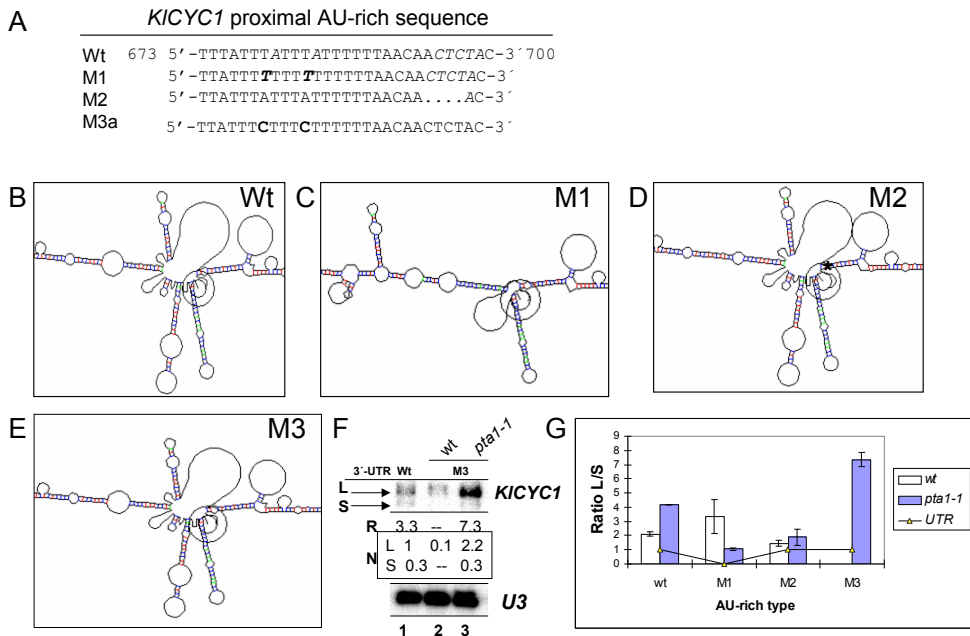 A
KlCYC1 proximal AU-rich sequence
Wt 673 5’-TTTATTTATTTATTTTTTAACAACTCTAC-3´700
M1 5’-TTATTTTTTTTTTTTTTAACAACTCTAC-3´
M2 5’-TTTATTTATTTATTTTTTAACAA....AC-3´
M3a 5’-TTATTTCTTTCTTTTTTAACAACTCTAC-3´
B
Wt
C
M1
D
M2
*
E
M3
F
wt pta1-1
3´-UTR Wt M3
L
S
KlCYC1
R 3.3 -- 7.3
N
L 1 0.1 2.2
S 0.3 -- 0.3
U3
1 2 3
G
Ratio L/S
9
8
7
6
5
4
3
2
1
0
wt M1 M2 M3
AU-rich type
wt
pta1-1
UTR